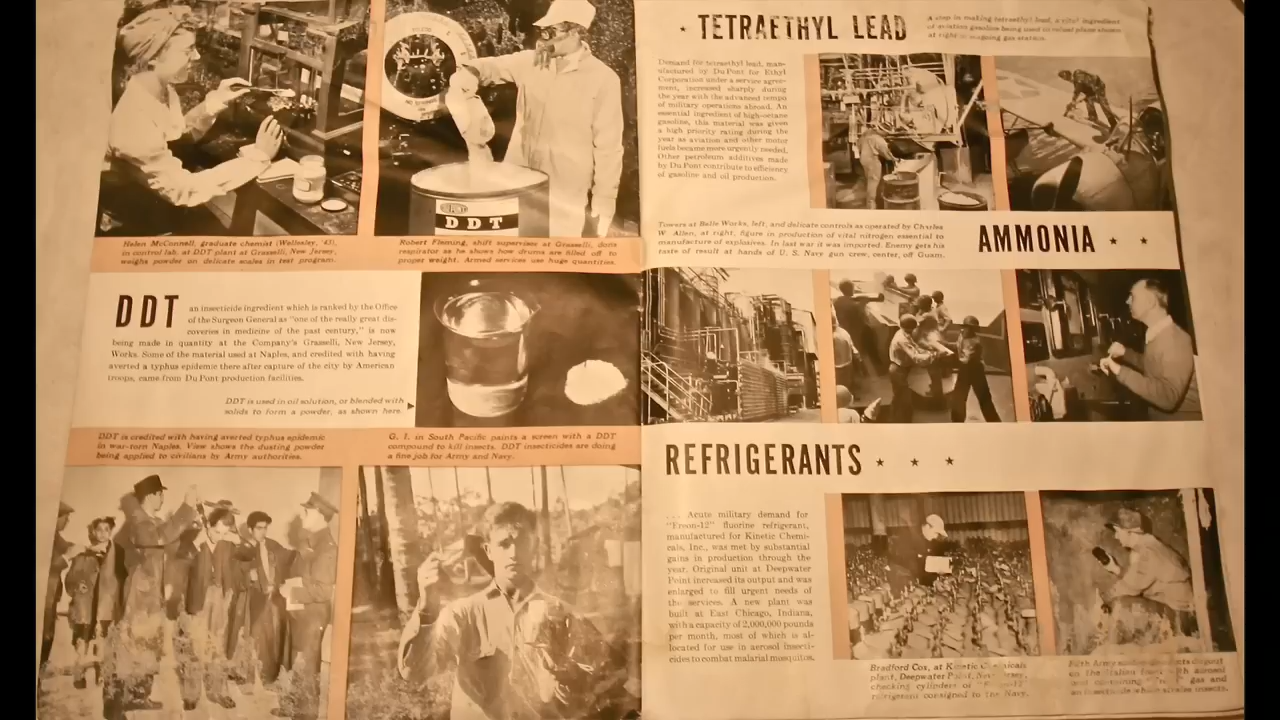 DDT
Helen McConnell, graduate chemist (Wellesley, '43),
in control lab. at DDT plant at Grasselli, New Jersey,
weighs powder on delicate scales in test program.
Robert Fleming, shift supervisor at Grasselli, dons
respirator as he shows how drums are filled off to
proper weight. Armed services use huge quantities.
DDT
an insecticide ingredient which is ranked by the Office
of the Surgeon General as "one of the really great dis-
coveries in medicine of the past century," is now
being made in quantity at the Company's Grasselli, New Jersey,
Works. Some of the material used at Naples, and credited with having
averted a typhus epidemic there after capture of the city by American
troops, came from Du Pont production facilities.
DDT is used in oil solution, or blended with
solids to form a powder, as shown here.
DDT is credited with having averted typhus epidemic
in war-torn Naples. View shows the dusting powder
being applied to civilians by Army authorities.
G. I. in South Pacific paints a screen with a DDT
compound to kill insects. DDT insecticides are doing
a fine job for Army and Navy.
TETRAETHYL LEAD
A step in making tetraethyl lead, a vital ingredient
of aviation gasoline being used to refuel plane shown
at right
Demand for tetraethyl lead, man-
ufactured by Du Pont for Ethyl
Corporation under a service agree-
ment, increased sharply during
the year with the advanced tempo
of military operations abroad. An
essential ingredient of high-octane
gasoline, this material was given
a high priority rating during the
year as aviation and other motor
fuels became more urgently needed.
Other petroleum additives made
by Du Pont contribute to efficiency
of gasoline and oil production.
Towers at Belle Works, left, and delicate controls as operated by Charles
W. Allen, at right, figure in production of vital nitrogen essential to
manufacture of explosives. In last war it was imported. Enemy gets his
taste of result at hands of U. S. Navy gun crew, center, off Guam.
AMMONIA
REFRIGERANTS
... Acute military demand for
"Freon-12" fluorine refrigerant,
manufactured for Kinetic Chemi-
cals, Inc., was met by substantial
gains in production through the
year. Original unit at Deepwater
Point increased its output and was
enlarged to fill urgent needs of
the services. A new plant was
built at East Chicago, Indiana,
with a capacity of 2,000,000 pounds
per month, most of which is al-
located for use in aerosol insecti-
cides to combat malarial mosquitos.
Bradford Cox, at Kinetic Chemicals
plant, Deepwater Point, New Jersey,
checking cylinders of
refrigerant consigned to the Navy.
Fifth Army
on the Italian front with aerosol
gas and
an insecticide which